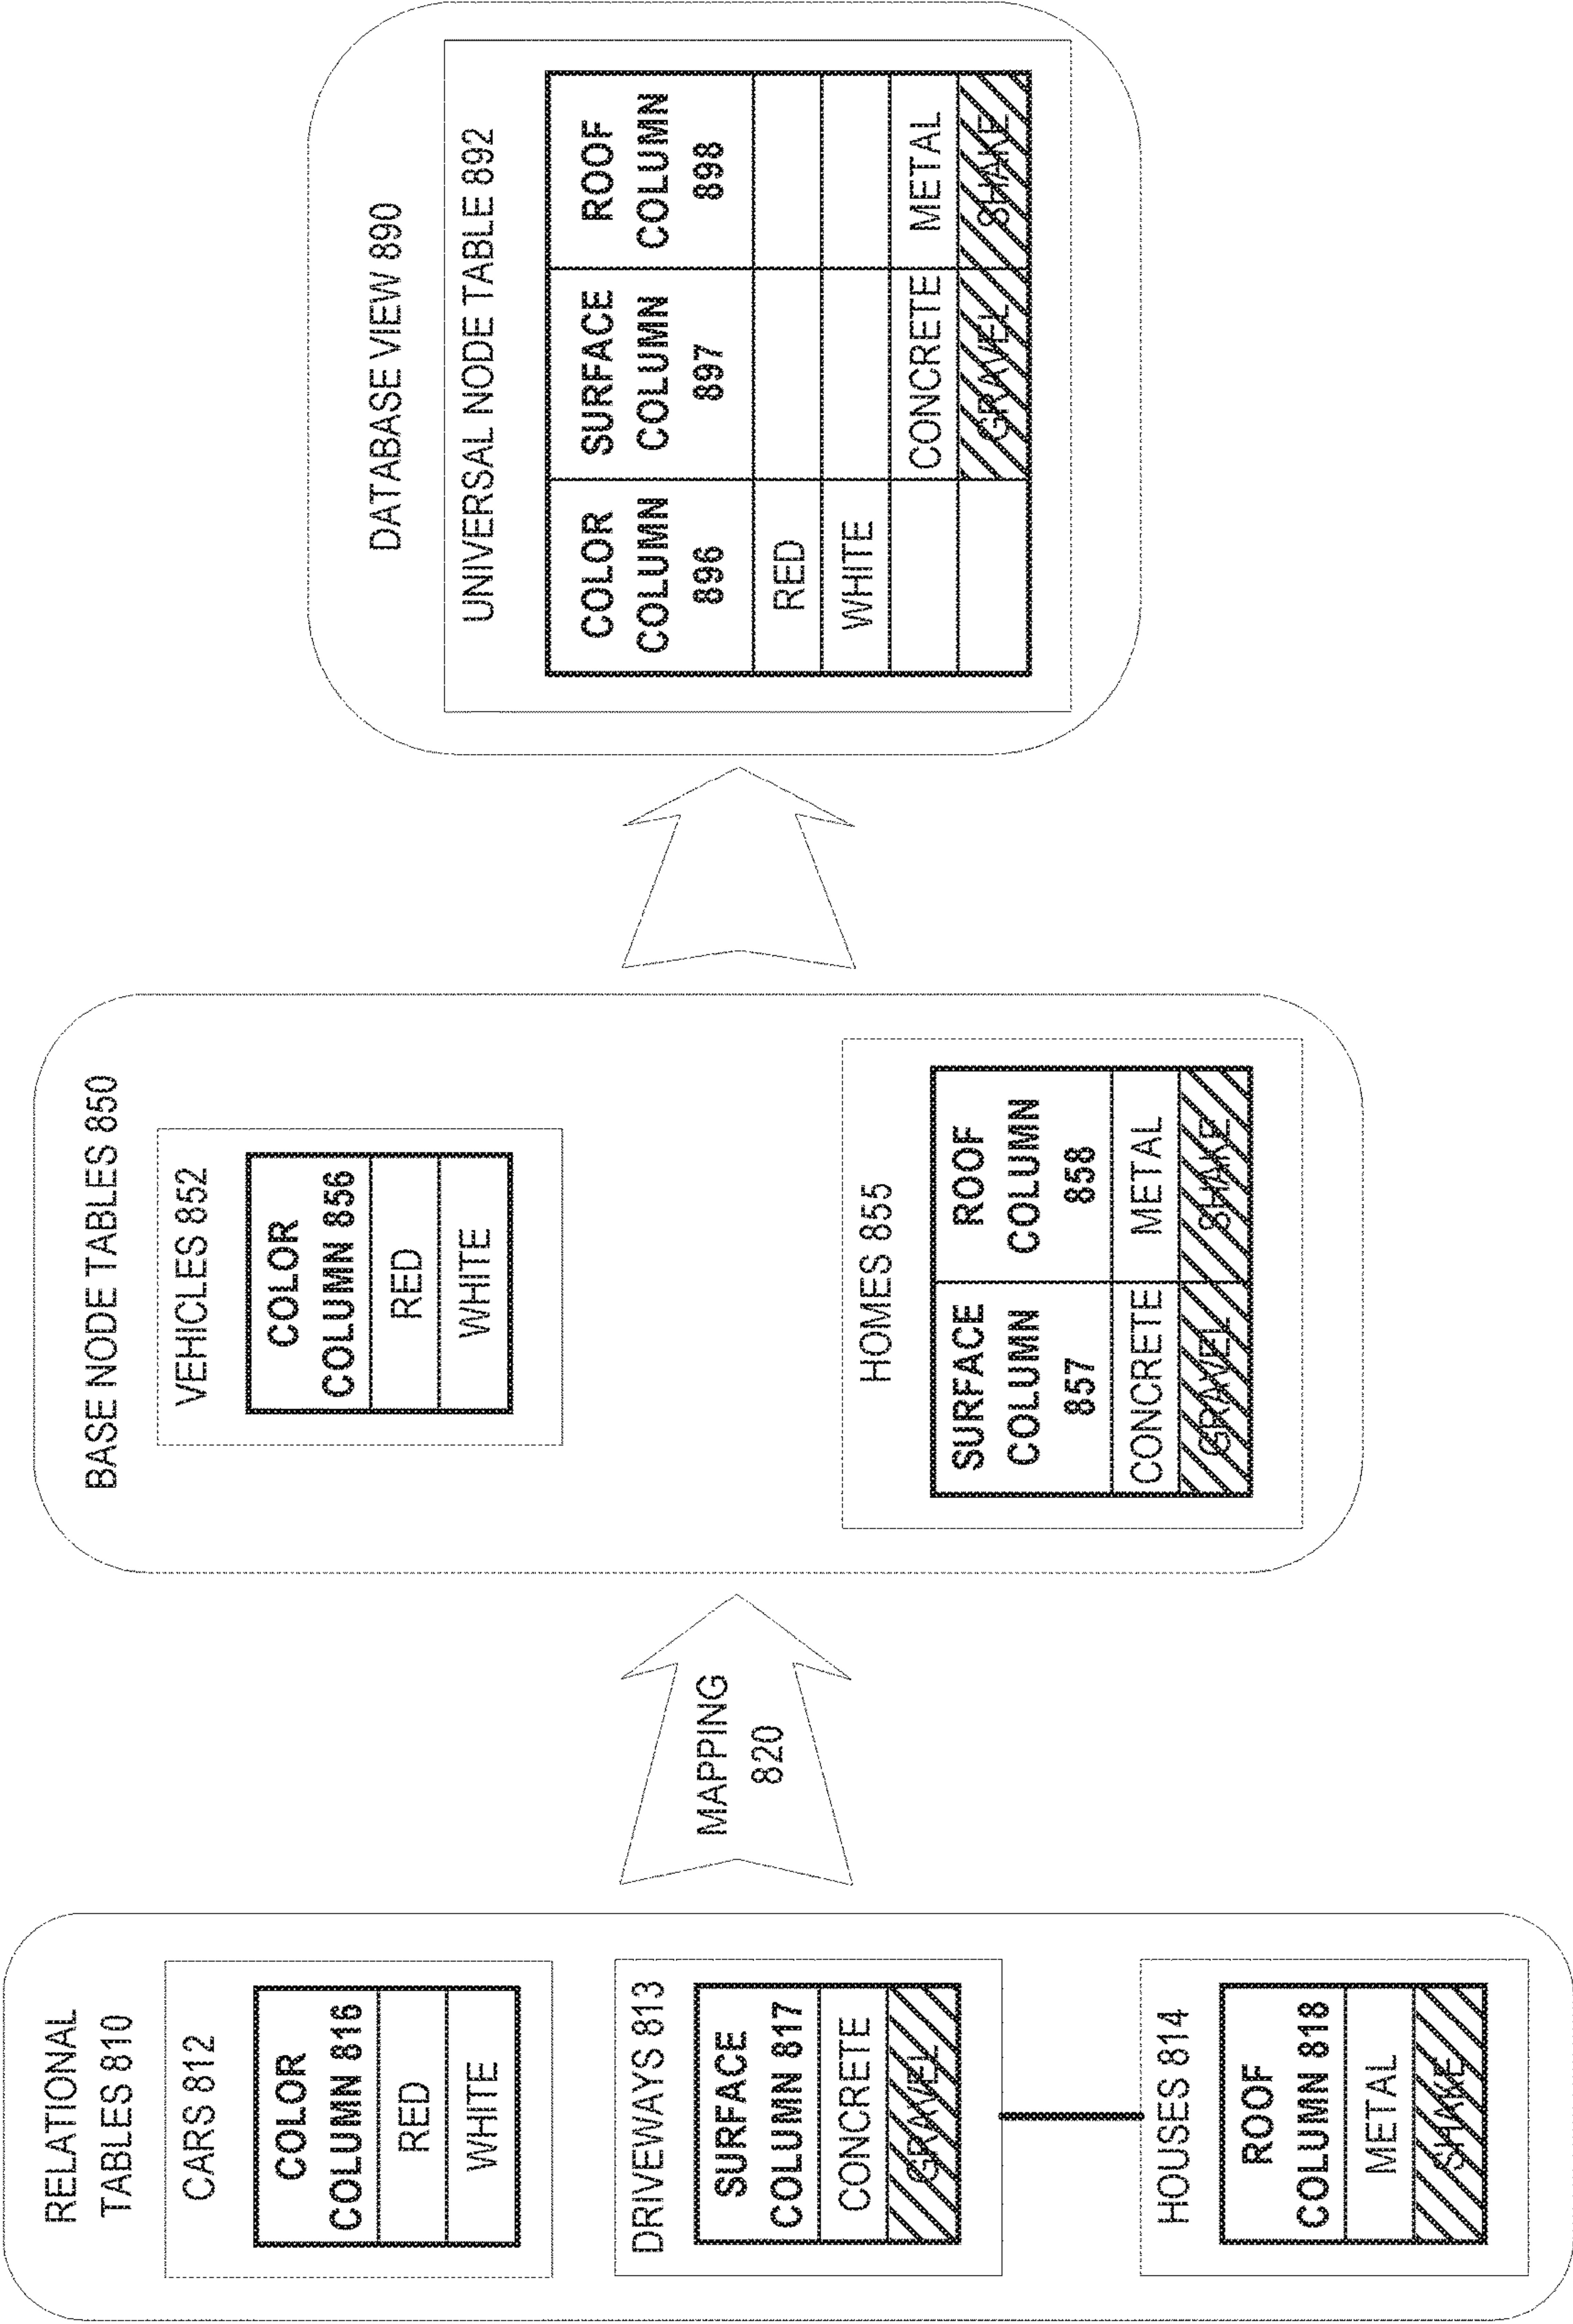 RELATIONAL
TABLES 810
CARS 812
COLOR
COLUMN 816
RED
WHITE
DRIVEWAYS 813
SURFACE
COLUMN 817
CONCRETE
GRAVEL
HOUSES 814
ROOF
COLUMN 818
METAL
SHAKE
MAPPING
820
BASE NODE TABLES 850
VEHICLES 852
COLOR
COLUMN 856
RED
WHITE
HOMES 855
SURFACE ROOF
COLUMN COLUMN
857 858
CONCRETE METAL
GRAVEL SHAKE
DATABASE VIEW 890
UNIVERSAL NODE TABLE 892
COLOR SURFACE ROOF
COLUMN COLUMN COLUMN
896 897 898
RED
WHITE
CONCRETE METAL
GRAVEL SHAKE